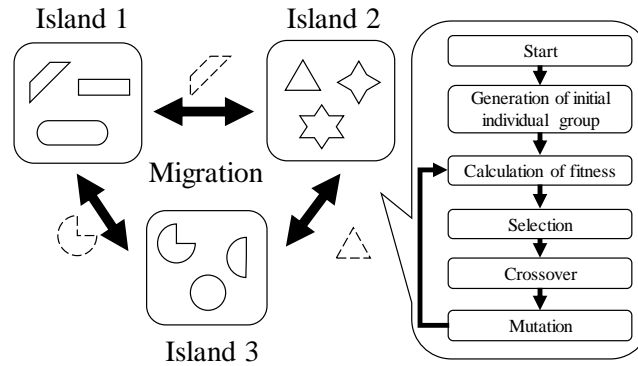 Island 1
Island 2
Migration
Island 3
Start
Generation of initial
individual group
Calculation of fitness
Selection
Crossover
Mutation